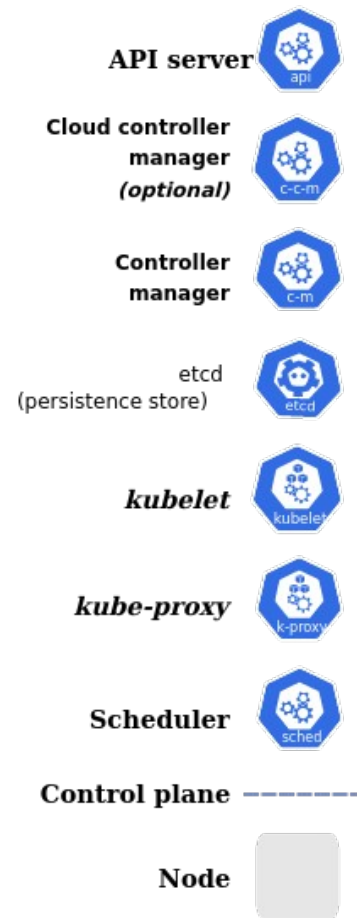 API server
api
Cloud controller
manager
(optional)
c-c-m
Controller
manager
c-m
etcd
(persistence store)
etcd
kubelet
kubelet
kube-proxy
k-proxy
Scheduler
sched
Control plane
Node